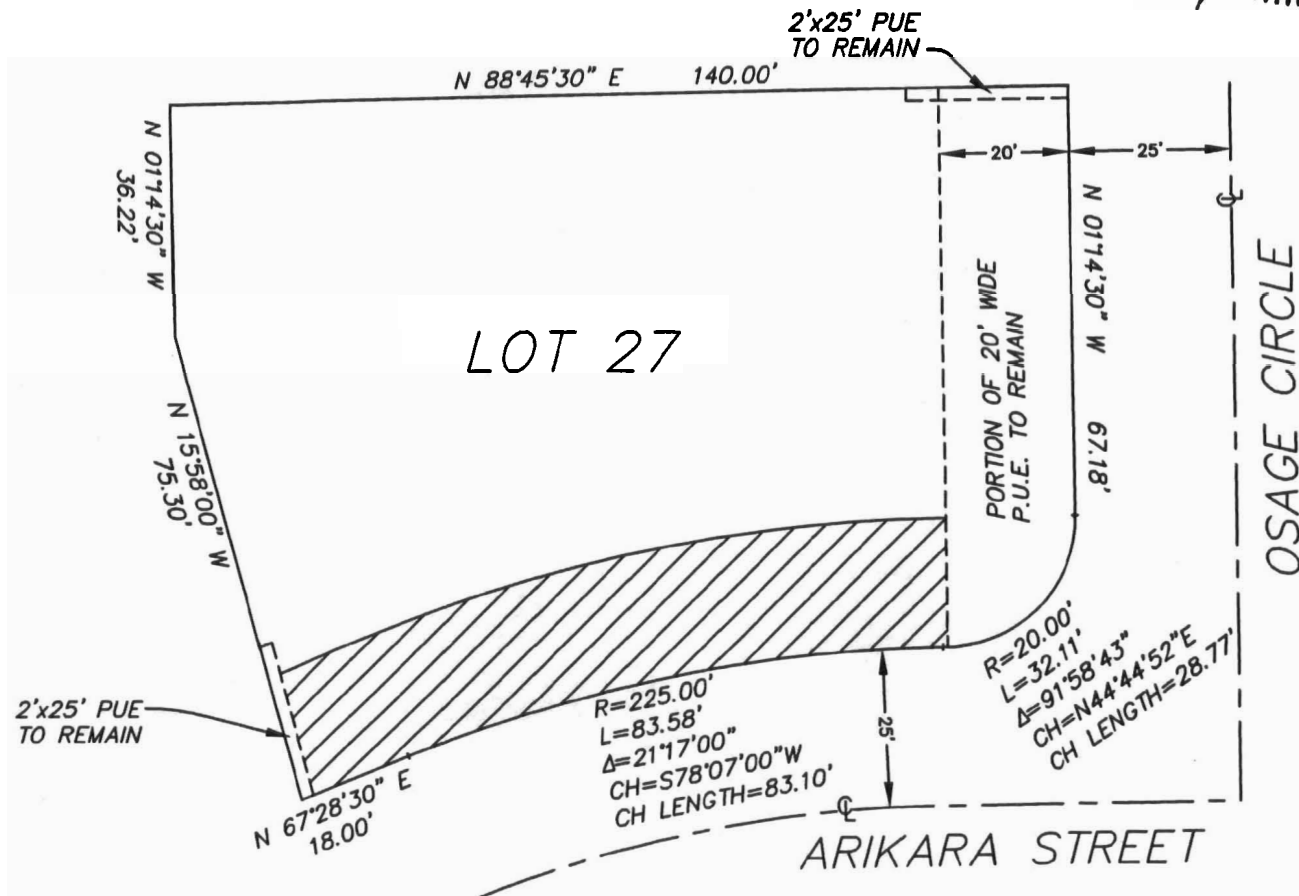 2'x25' PUE
TO REMAIN
N 88°45'30" E 140.00'
20'
25'
N 01°14'30" W
36.22'
N 01°14'30" W 67.18'
LOT 27
PORTION OF 20' WIDE
P.U.E. TO REMAIN
OSAGE CIRCLE
N 15°58'00" W
75.30'
2'x25' PUE
TO REMAIN
N 67°28'30" E
18.00'
R=225.00'
L=83.58'
Δ=21°17'00"
CH=S78°07'00"W
CH LENGTH=83.10'
25'
R=20.00'
L=32.11'
Δ=91°58'43"
CH=N44°44'52"E
CH LENGTH=28.77'
ARIKARA STREET